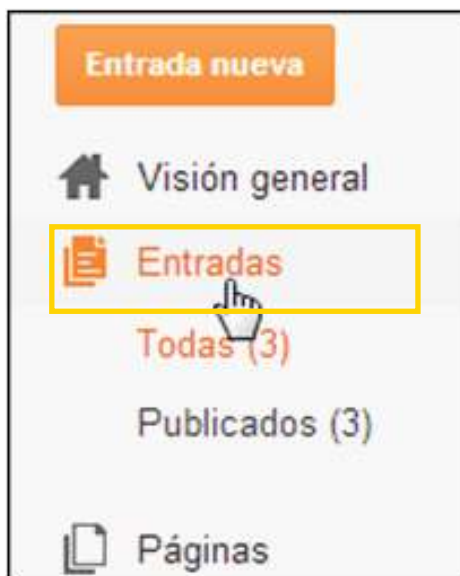 Entrada nueva
Visión general
Entradas
Todas (3)
Publicados (3)
Páginas